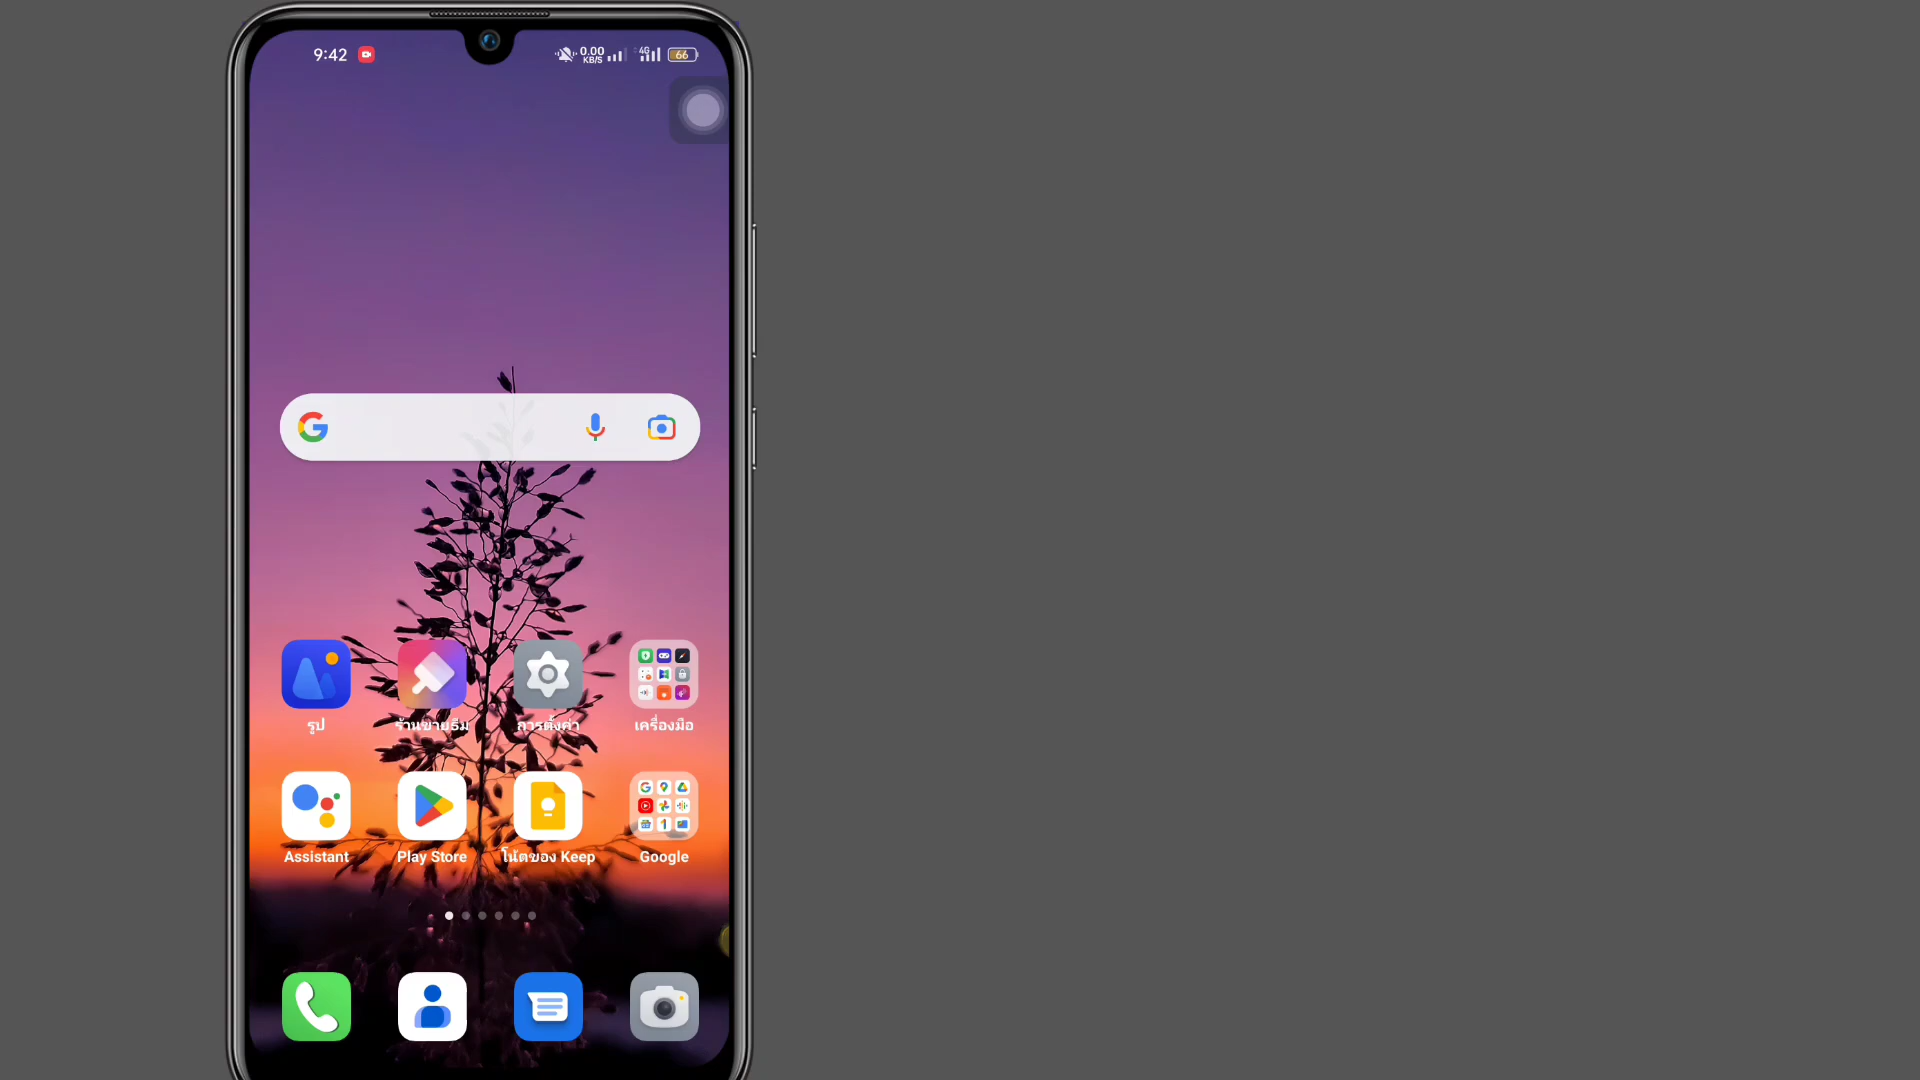 9:42
0.00
KB/S
4G
66
รูป
ร้านขายธีม
การตั้งค่า
เครื่องมือ
Assistant
Play Store
โน้ตของ Keep
Google